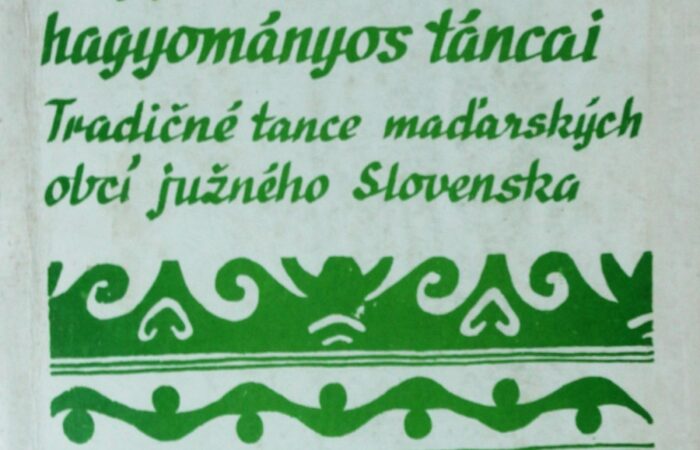 hagyományos táncai
Tradičné tance maďarských
obcí južného Slovenska